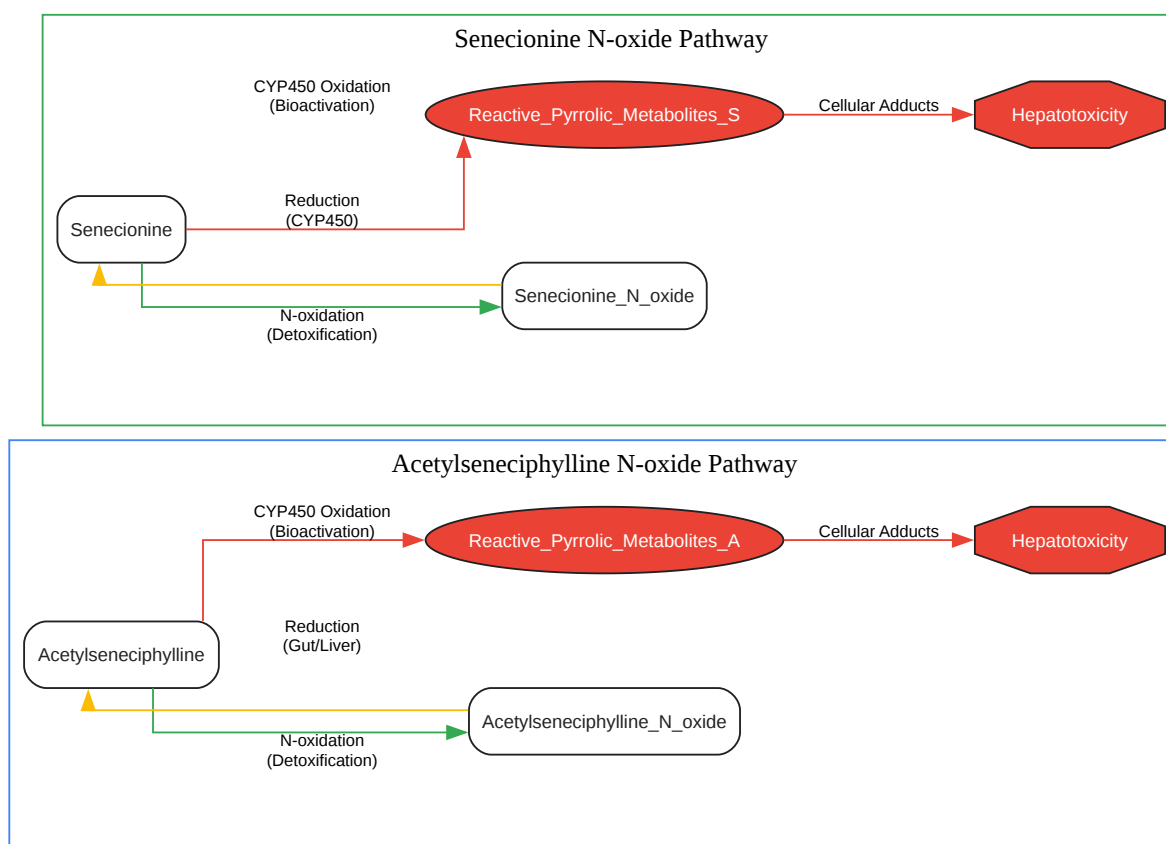 Senecionine N-oxide Pathway
CYP450 Oxidation
(Bioactivation)
Reactive_Pyrrolic_Metabolites_S
Cellular Adducts
Hepatotoxicity
Reduction
(CYP450)
Senecionine
Senecionine_N_oxide
N-oxidation
(Detoxification)
Acetylseneciphylline N-oxide Pathway
CYP450 Oxidation
(Bioactivation)
Reactive_Pyrrolic_Metabolites_A
Cellular Adducts
Hepatotoxicity
Reduction
(Gut/Liver)
Acetylseneciphylline
Acetylseneciphylline_N_oxide
N-oxidation
(Detoxification)